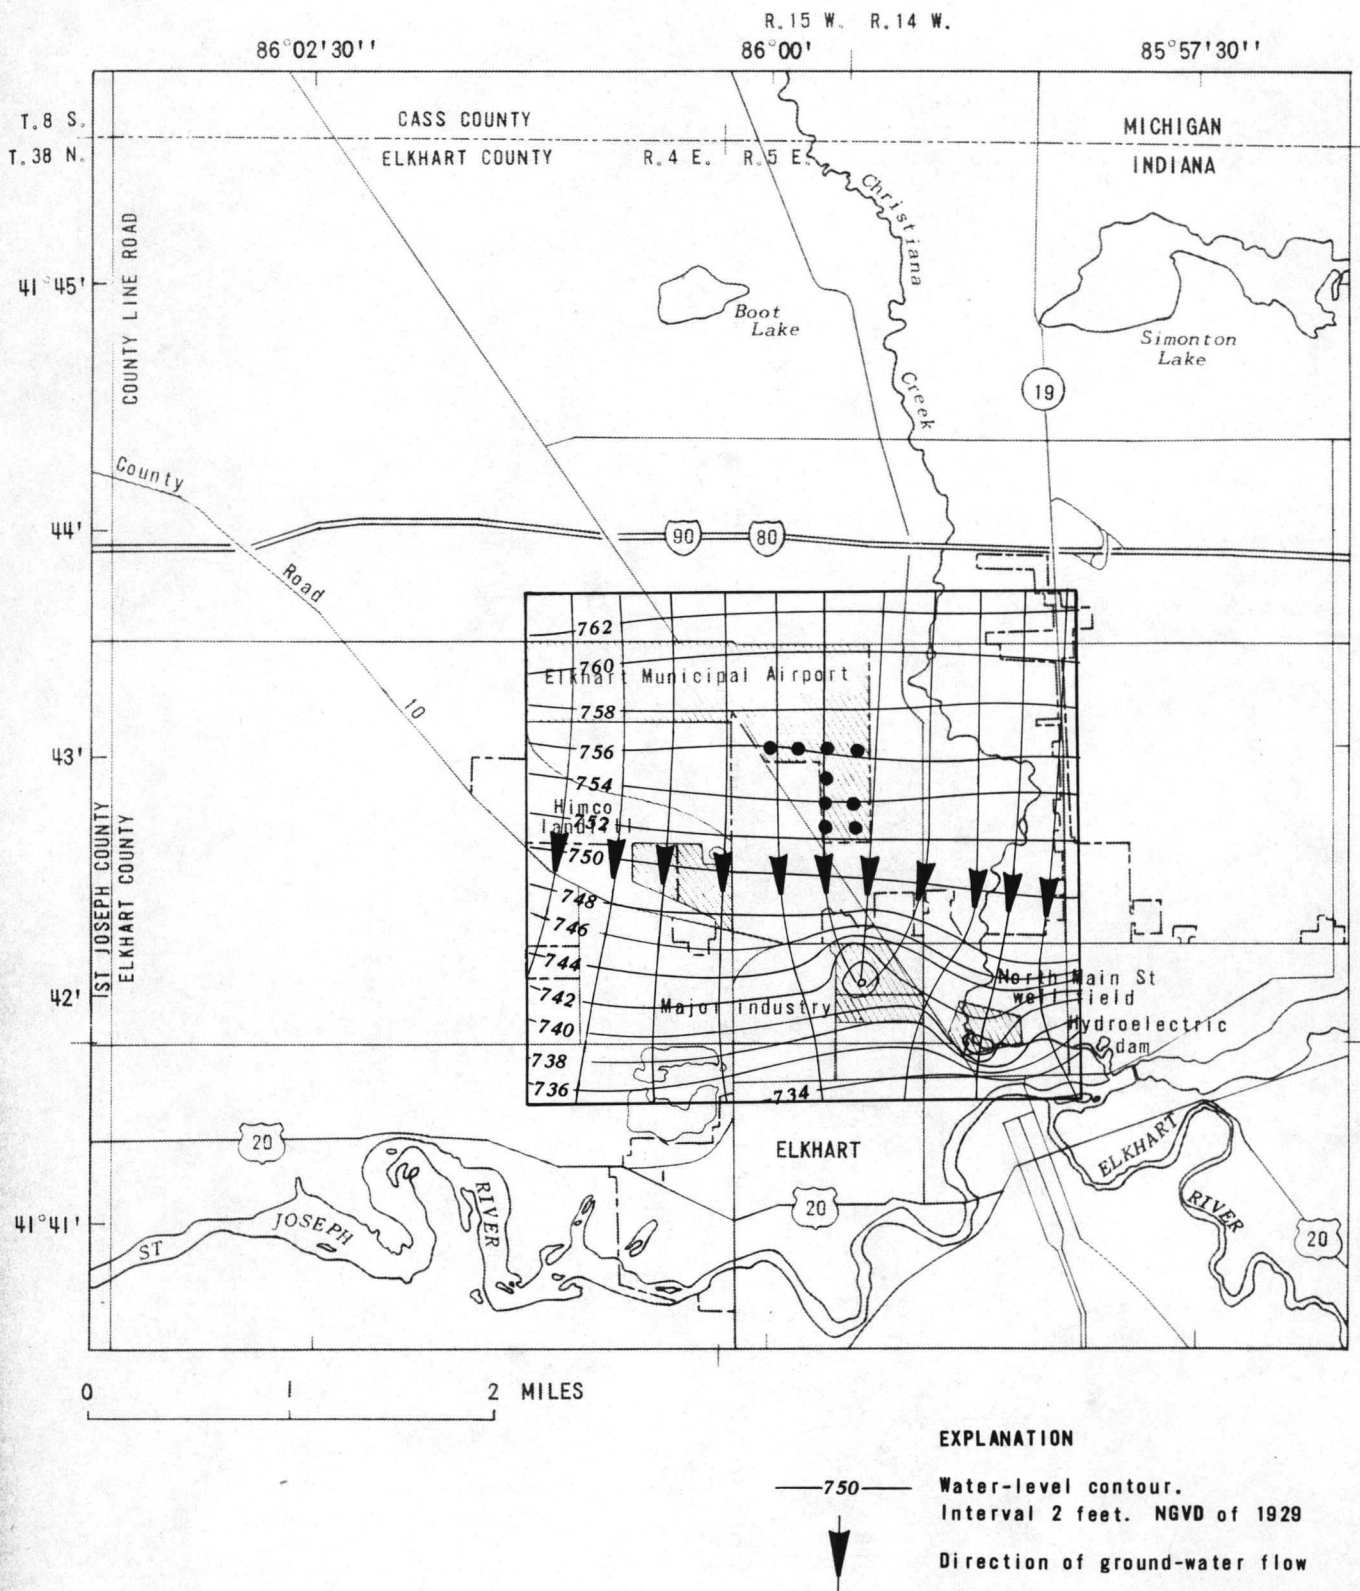 R.15 W. R.14 W.
86°02'30'' 86°00' 85°57'30''
T.8 S.
CASS COUNTY
MICHIGAN
T.38 N.
ELKHART COUNTY
R.4 E. R.5 E.
INDIANA
Christiana
Creek
COUNTY LINE ROAD
41°45'
Boot
Lake
Simonton
Lake
19
County
Road
10
44'
90 80
762
760
Elkhart Municipal Airport
758
756
43'
754
Himco
landfill
752
750
748
746
744
742
740
738
736
734
ST JOSEPH COUNTY
ELKHART COUNTY
42'
Major industry
North Main St
well field
Hydroelectric
dam
20
ELKHART
20
ELKHART
RIVER
20
41°41'
ST
JOSEPH
RIVER
0 1 2 MILES
EXPLANATION
750 Water-level contour.
Interval 2 feet. NGVD of 1929
Direction of ground-water flow